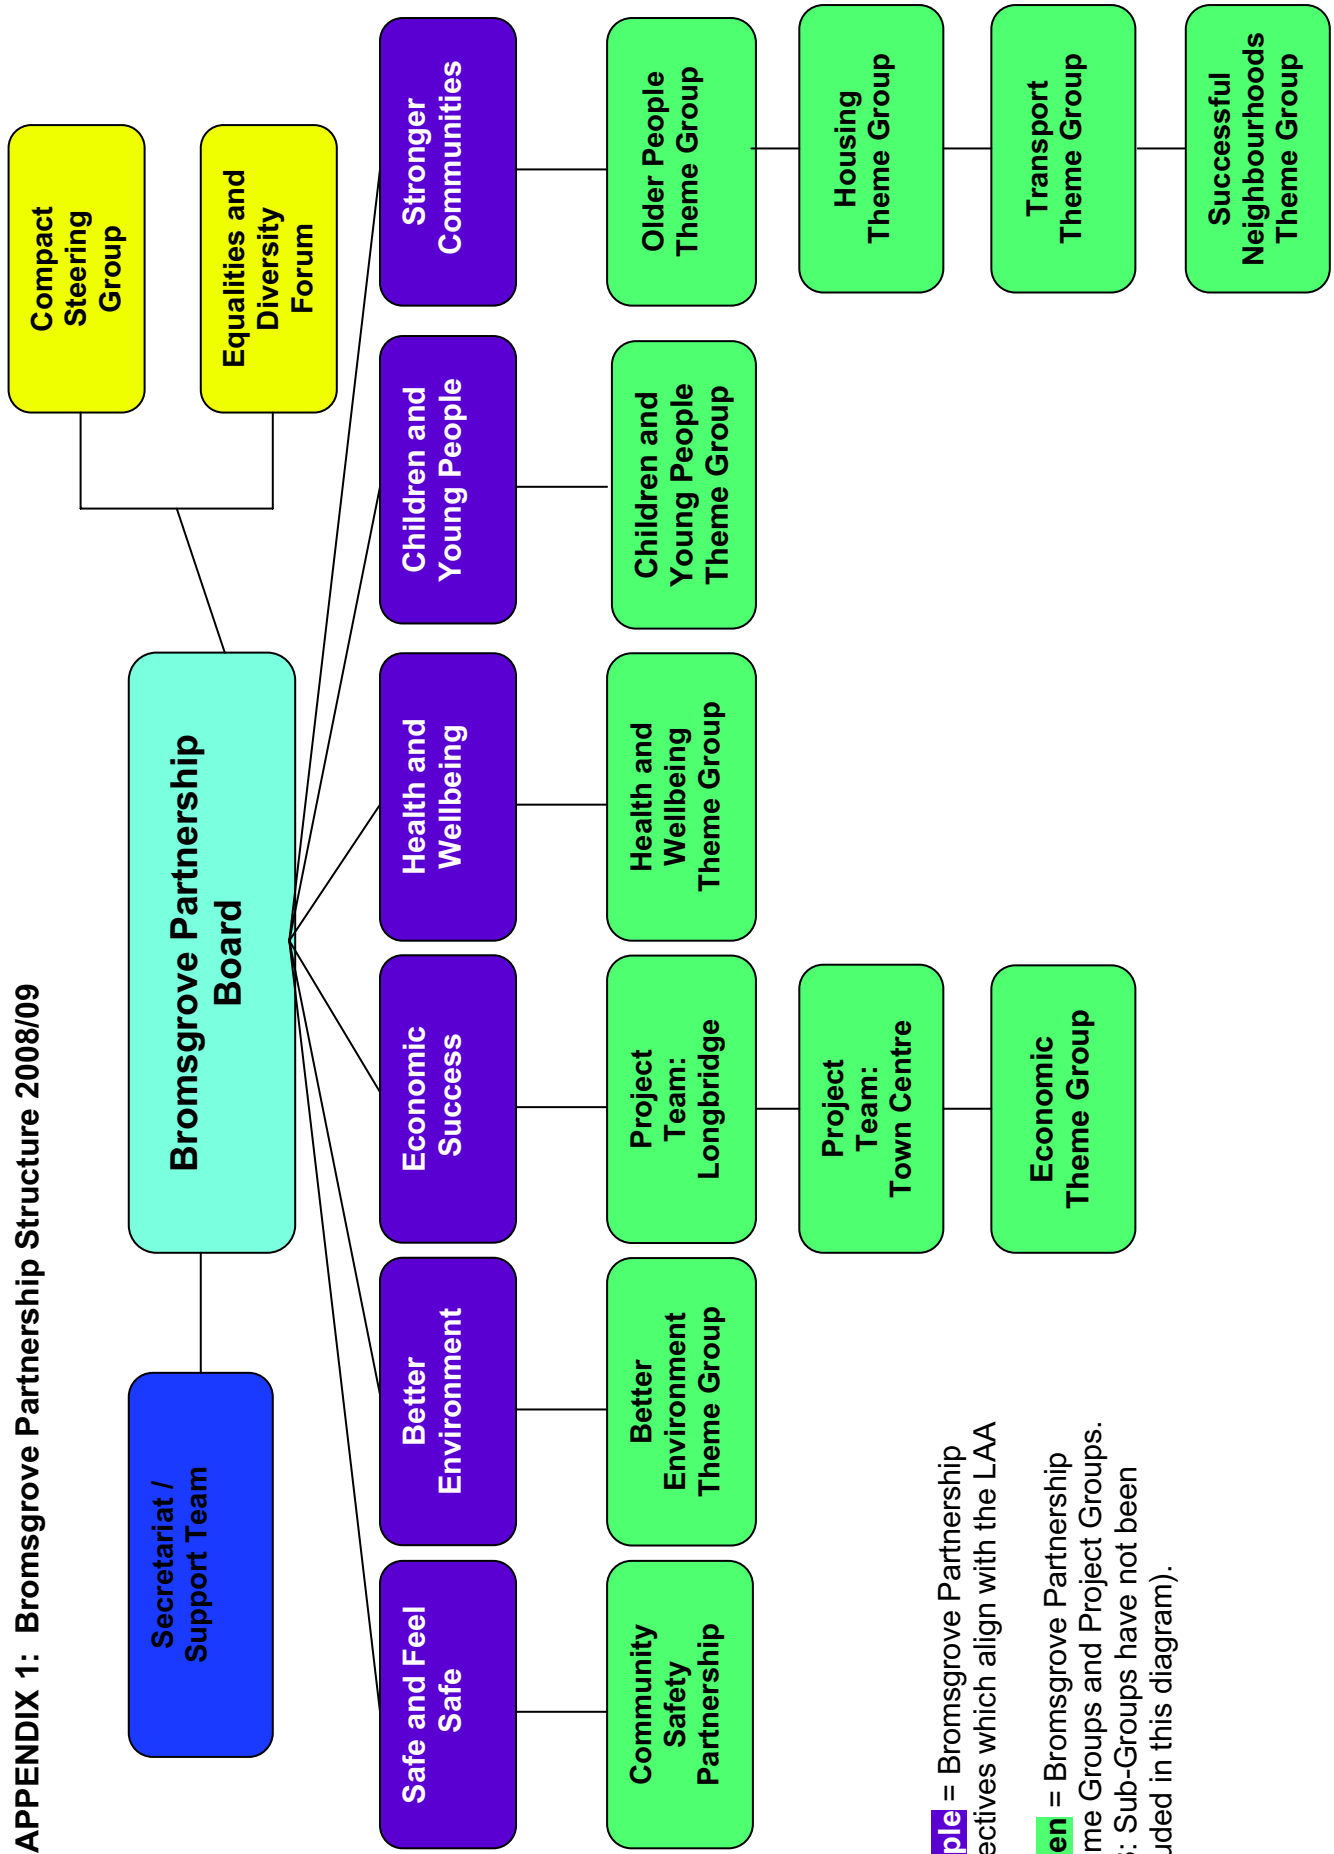 APPENDIX 1: Bromsgrove Partnership Structure 2008/09
Compact
Steering
Group
Equalities and
Diversity
Forum
Bromsgrove Partnership
Board
Secretariat /
Support Team
Safe and Feel
Safe
Better
Environment
Economic
Success
Health and
Wellbeing
Children and
Young People
Stronger
Communities
Community
Safety
Partnership
Better
Environment
Theme Group
Project
Team:
Longbridge
Health and
Wellbeing
Theme Group
Children and
Young People
Theme Group
Older People
Theme Group
Project
Team:
Town Centre
Housing
Theme Group
Economic
Theme Group
Transport
Theme Group
Successful
Neighbourhoods
Theme Group
ple = Bromsgrove Partnership
ectives which align with the LAA
en = Bromsgrove Partnership
me Groups and Project Groups.
: Sub-Groups have not been
uded in this diagram).